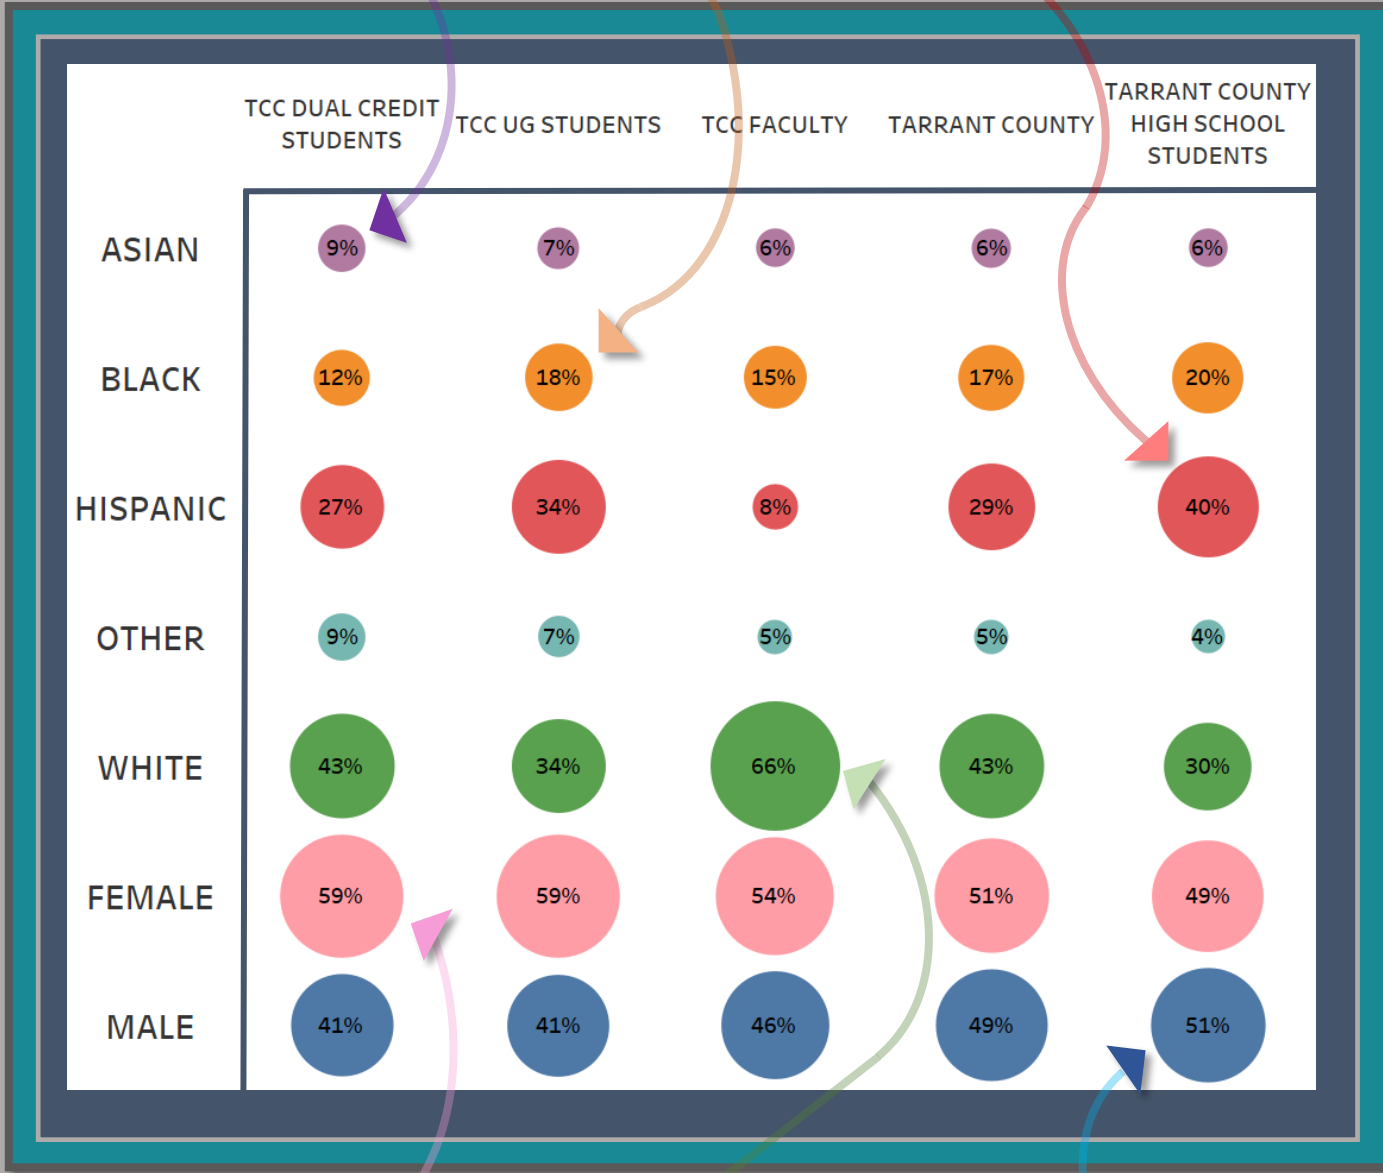 TCC DUAL CREDIT
STUDENTS
TCC UG STUDENTS
TCC FACULTY
TARRANT COUNTY
TARRANT COUNTY
HIGH SCHOOL
STUDENTS
ASIAN 9% 7% 6% 6% 6%
BLACK 12% 18% 15% 17% 20%
HISPANIC 27% 34% 8% 29% 40%
OTHER 9% 7% 5% 5% 4%
WHITE 43% 34% 66% 43% 30%
FEMALE 59% 59% 54% 51% 49%
MALE 41% 41% 46% 49% 51%